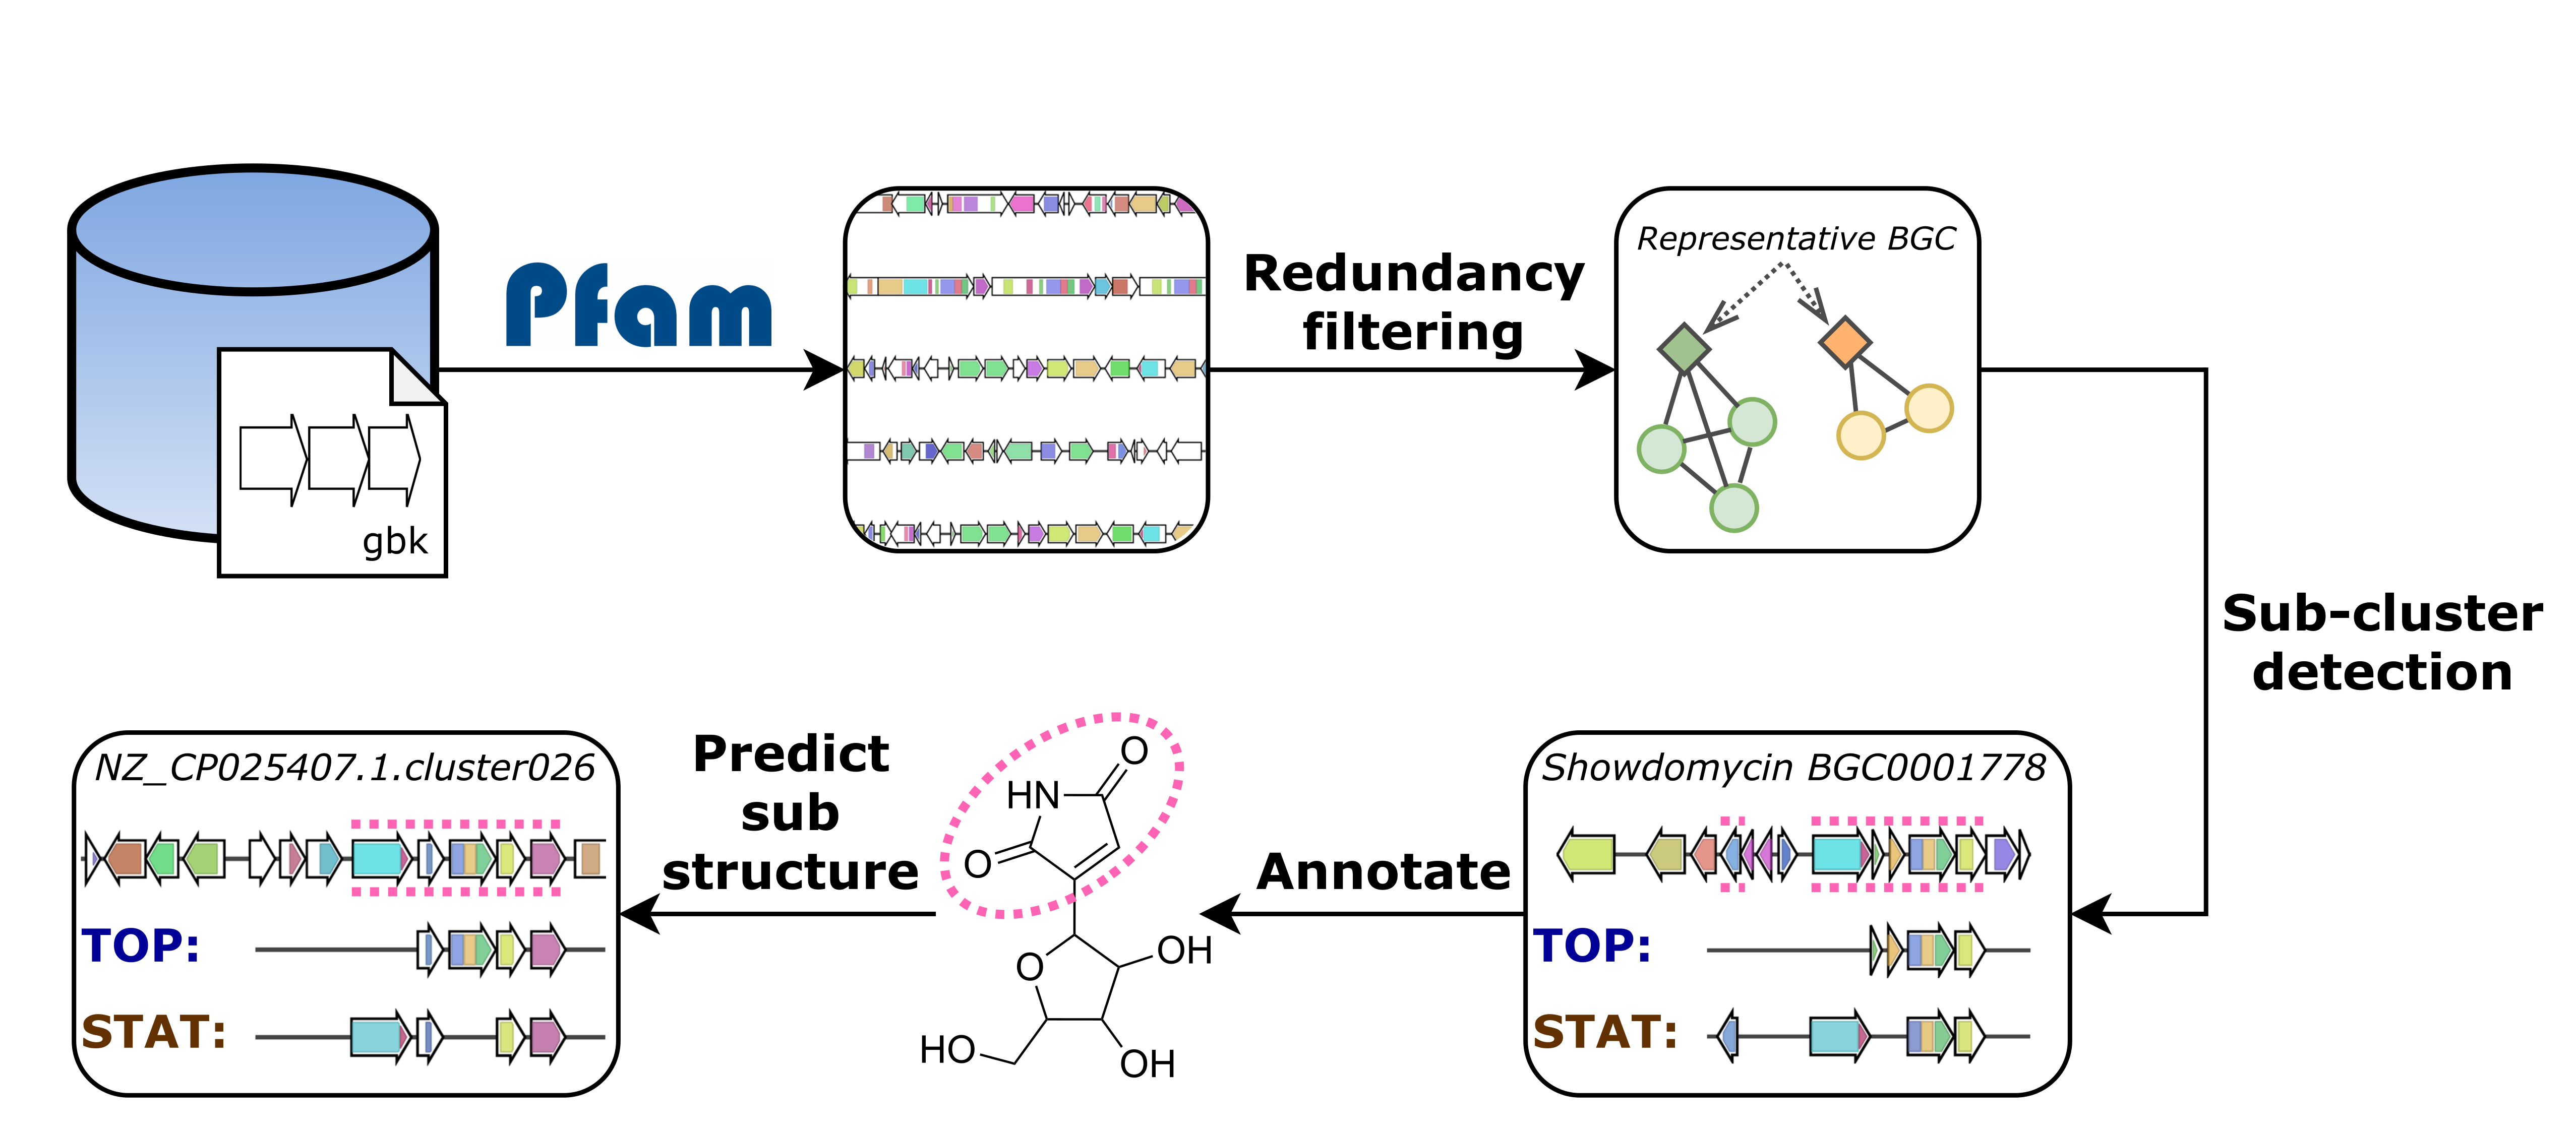 Pfam
gbk
Redundancy
filtering
Representative BGC
Sub-cluster
detection
Showdomycin BGC0001778
TOP:
STAT:
Annotate
O
HN
O
O
OH
HO
OH
Predict
sub
structure
NZ_CP025407.1.cluster026
TOP:
STAT: